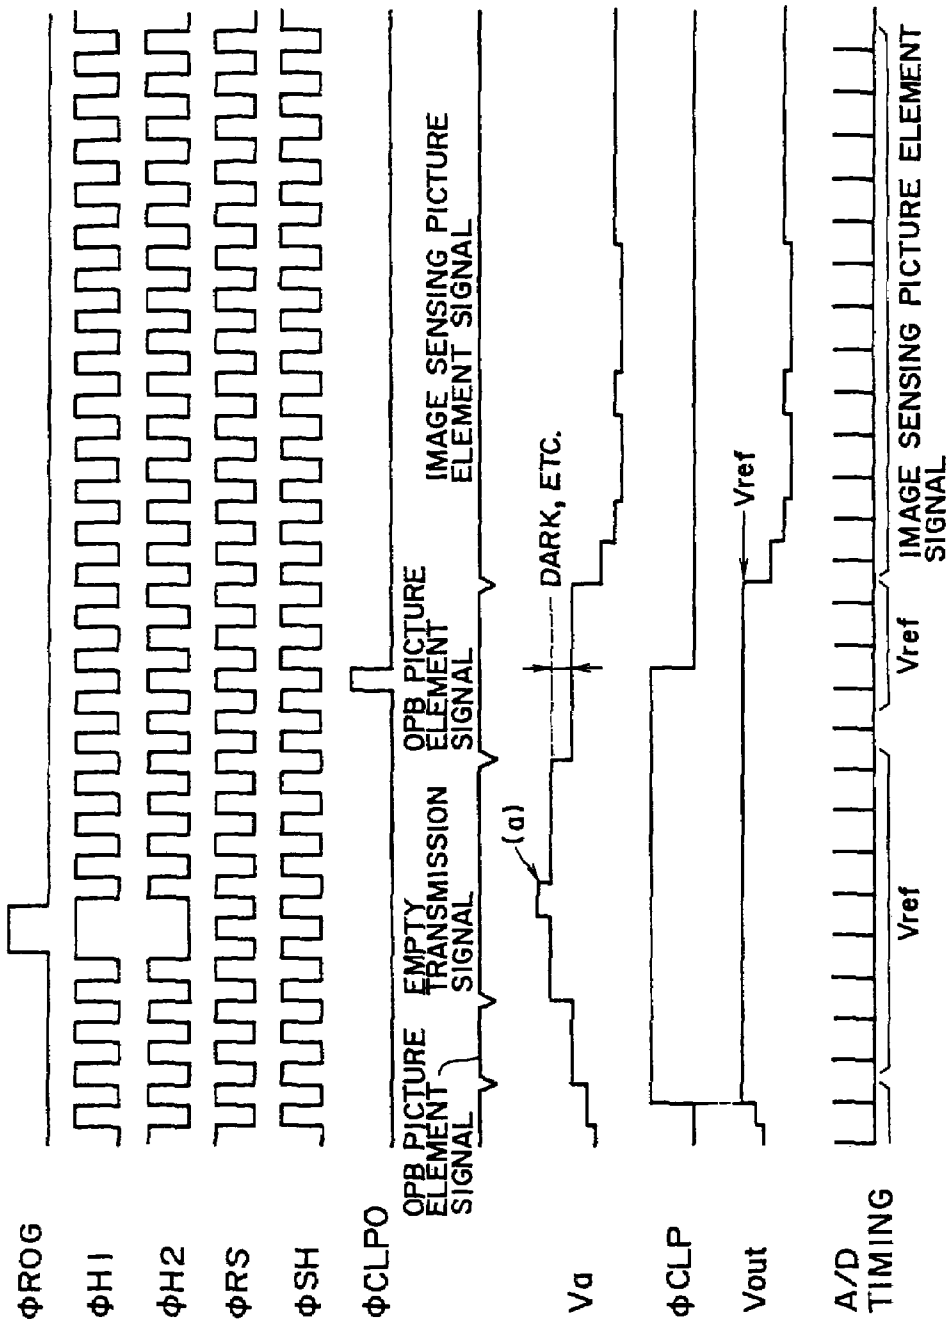 ΦROG
ΦH1
ΦH2
ΦRS
ΦSH
ΦCLPO
OPB PICTURE
ELEMENT
SIGNAL
EMPTY
TRANSMISSION
SIGNAL
OPB PICTURE
ELEMENT
SIGNAL
IMAGE SENSING PICTURE
ELEMENT SIGNAL
Va
(a)
DARK, ETC.
ΦCLP
Vout
Vref
A/D
TIMING
Vref
Vref
IMAGE SENSING PICTURE ELEMENT
SIGNAL